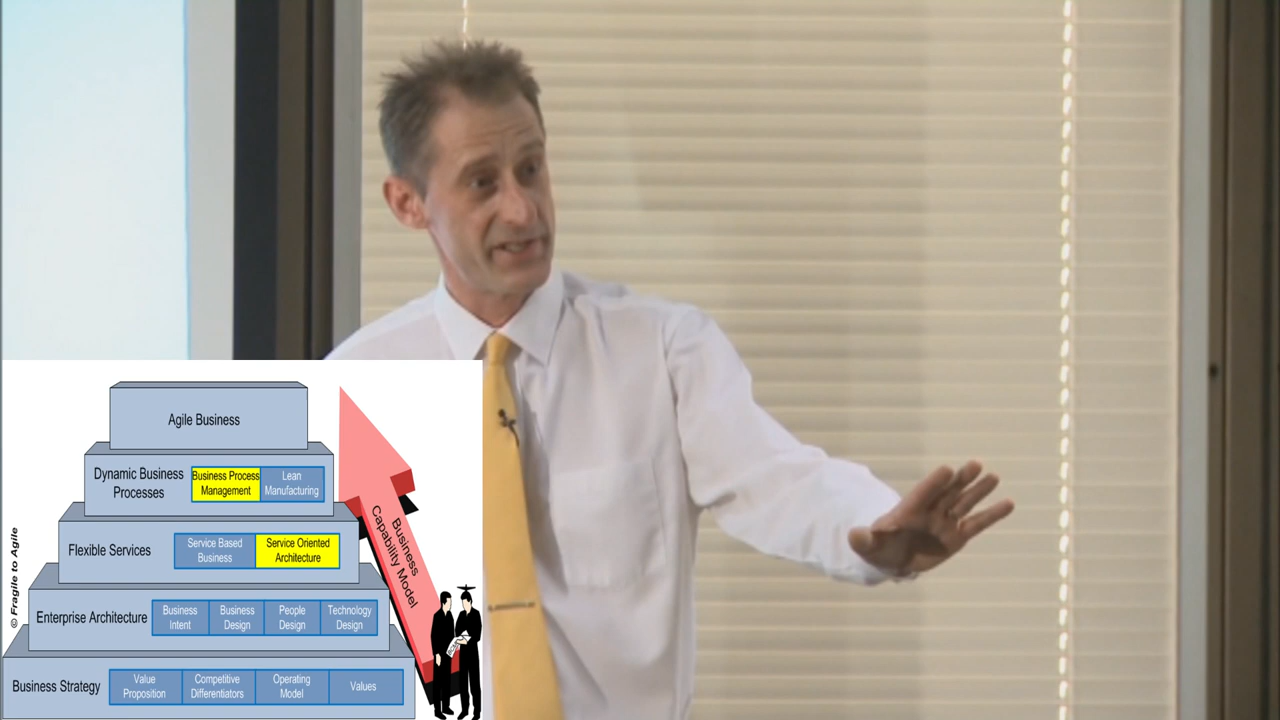 Agile Business
Dynamic Business
Processes
Business Process
Management
Lean
Manufacturing
Flexible Services
Service Based
Business
Service Oriented
Architecture
Enterprise Architecture
Business
Intent
Business
Design
People
Design
Technology
Design
Business Strategy
Value
Proposition
Competitive
Differentiators
Operating
Model
Values
Business
Capability Model
© Fragile to Agile